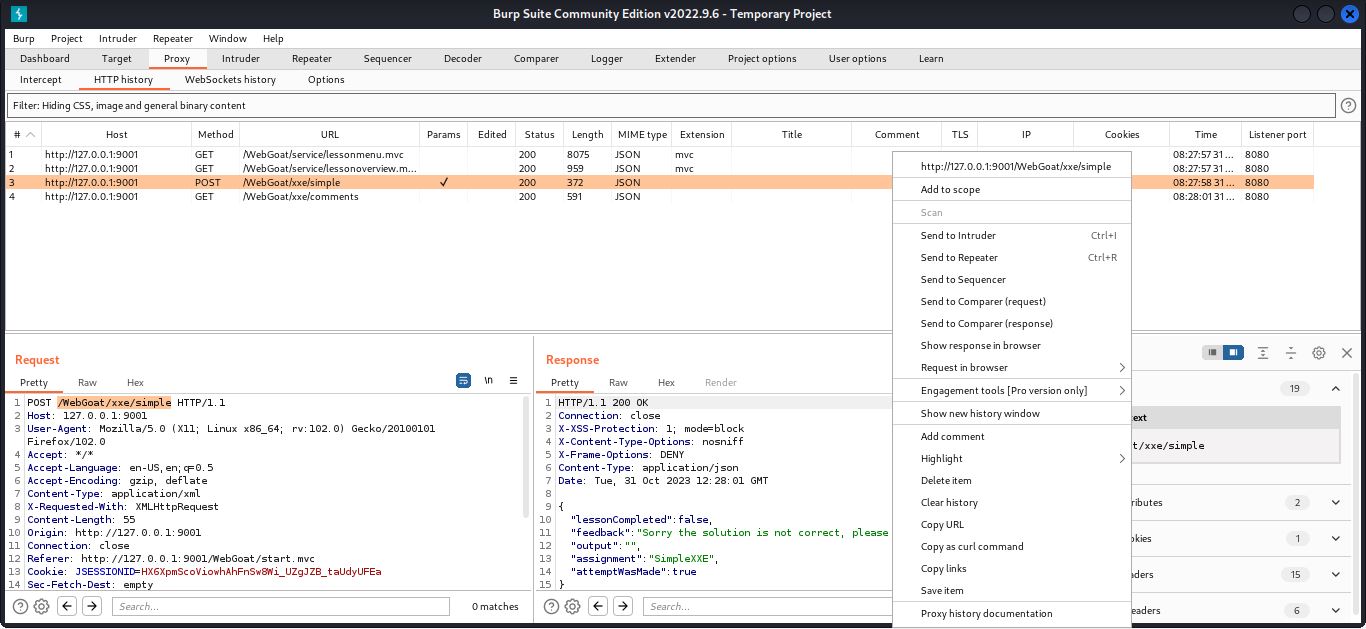 Burp Suite Community Edition v2022.9.6 - Temporary Project
Burp Project Intruder Repeater Window Help
Dashboard Target Proxy Intruder Repeater Sequencer Decoder Comparer Logger Extender Project options User options Learn
Intercept HTTP history WebSockets history Options
Filter: Hiding CSS, image and general binary content
# Host Method URL Params Edited Status Length MIME type Extension Title Comment TLS IP Cookies Time Listener port
1 http://127.0.0.1:9001 GET /WebGoat/service/lessonmenu.mvc 200 8075 JSON mvc 08:27:57 31 ... 8080
2 http://127.0.0.1:9001 GET /WebGoat/service/lessonoverview.m... 200 959 JSON mvc 08:27:57 31 ... 8080
3 http://127.0.0.1:9001 POST /WebGoat/xxe/simple ✓ 200 372 JSON 08:27:58 31 ... 8080
4 http://127.0.0.1:9001 GET /WebGoat/xxe/comments 200 591 JSON 08:28:01 31 ... 8080
http://127.0.0.1:9001/WebGoat/xxe/simple
Add to scope
Scan
Send to Intruder Ctrl+I
Send to Repeater Ctrl+R
Send to Sequencer
Send to Comparer (request)
Send to Comparer (response)
Show response in browser
Request in browser
Engagement tools [Pro version only]
Show new history window
Add comment
Highlight
Delete item
Clear history
Copy URL
Copy as curl command
Copy links
Save item
Proxy history documentation
Request
Pretty Raw Hex
\n
1 POST /WebGoat/xxe/simple HTTP/1.1
2 Host: 127.0.0.1:9001
3 User-Agent: Mozilla/5.0 (X11; Linux x86_64; rv:102.0) Gecko/20100101
Firefox/102.0
4 Accept: */*
5 Accept-Language: en-US,en;q=0.5
6 Accept-Encoding: gzip, deflate
7 Content-Type: application/xml
8 X-Requested-With: XMLHttpRequest
9 Content-Length: 55
10 Origin: http://127.0.0.1:9001
11 Connection: close
12 Referer: http://127.0.0.1:9001/WebGoat/start.mvc
13 Cookie: JSESSIONID=HX6XpmScoViowhAhFnSw8Wi_UZgJZB_taUdyUFEa
14 Sec-Fetch-Dest: empty
Search... 0 matches
Response
Pretty Raw Hex Render
1 HTTP/1.1 200 OK
2 Connection: close
3 X-XSS-Protection: 1; mode=block
4 X-Content-Type-Options: nosniff
5 X-Frame-Options: DENY
6 Content-Type: application/json
7 Date: Tue, 31 Oct 2023 12:28:01 GMT
8
9 {
10 "lessonCompleted":false,
11 "feedback":"Sorry the solution is not correct, please
12 "output":"",
13 "assignment":"SimpleXXE",
14 "attemptWasMade":true
15 }
Search...
19
ext
t/xxe/simple
ributes 2
okies 1
aders 15
eaders 6